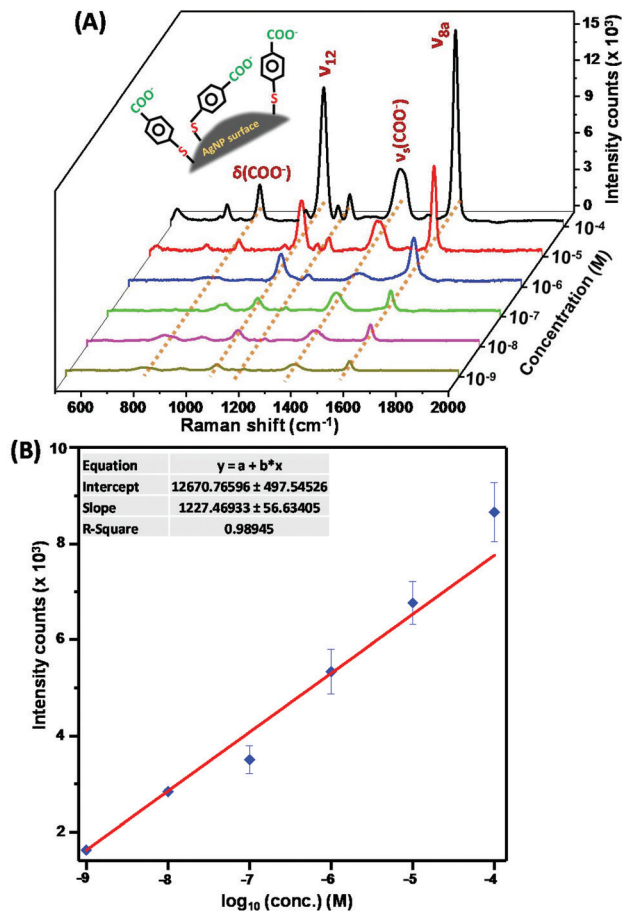 (A)
COO⁻
COO⁻
COO⁻
S
S
S
AgNP surface
δ(COO⁻)
ν₁₂
νₛ(COO⁻)
ν₈ₐ
15
12
9
6
3
0
Intensity counts (x 10³)
10⁻⁴
10⁻⁵
10⁻⁶
10⁻⁷
10⁻⁸
10⁻⁹
Concentration (M)
600 800 1000 1200 1400 1600 1800 2000
Raman shift (cm⁻¹)
(B)
Equation y = a + b*x
Intercept 12670.76596 ± 497.54526
Slope 1227.46933 ± 56.63405
R-Square 0.98945
10
8
6
4
2
Intensity counts (x 10³)
-9 -8 -7 -6 -5 -4
log₁₀ (conc.) (M)